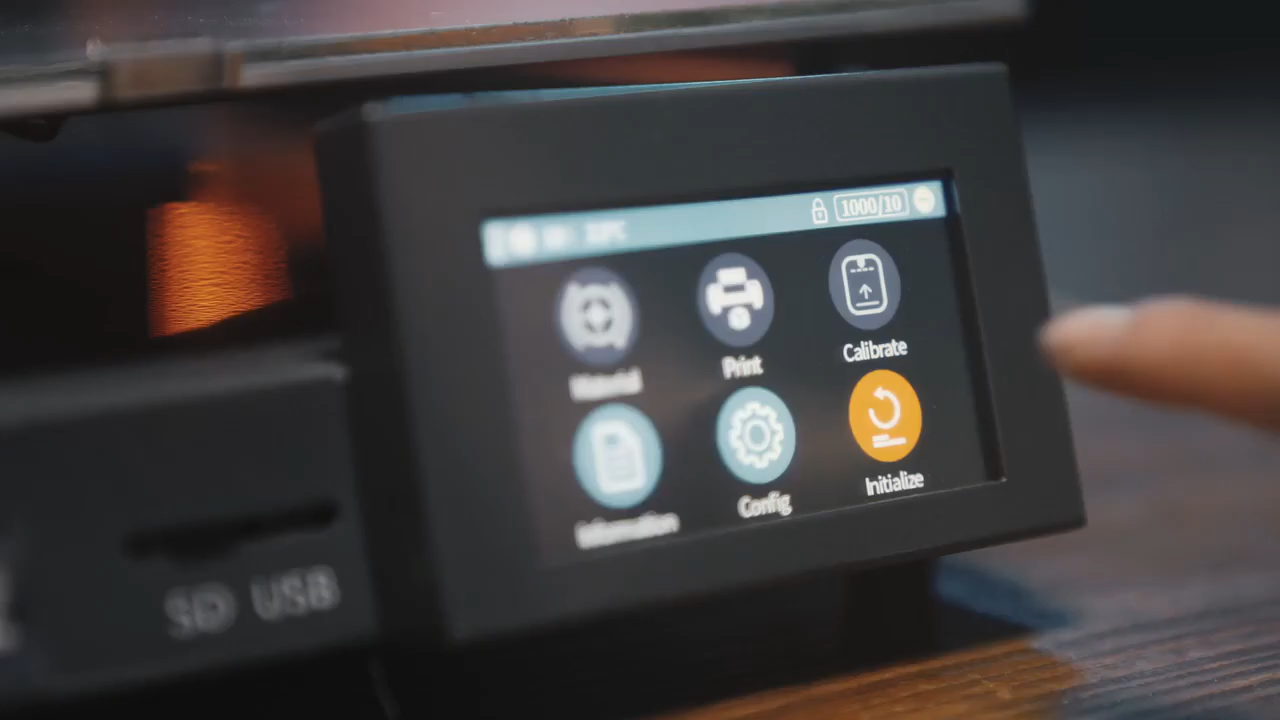 1000/10
Material
Print
Calibrate
Information
Config
Initialize
SD USB